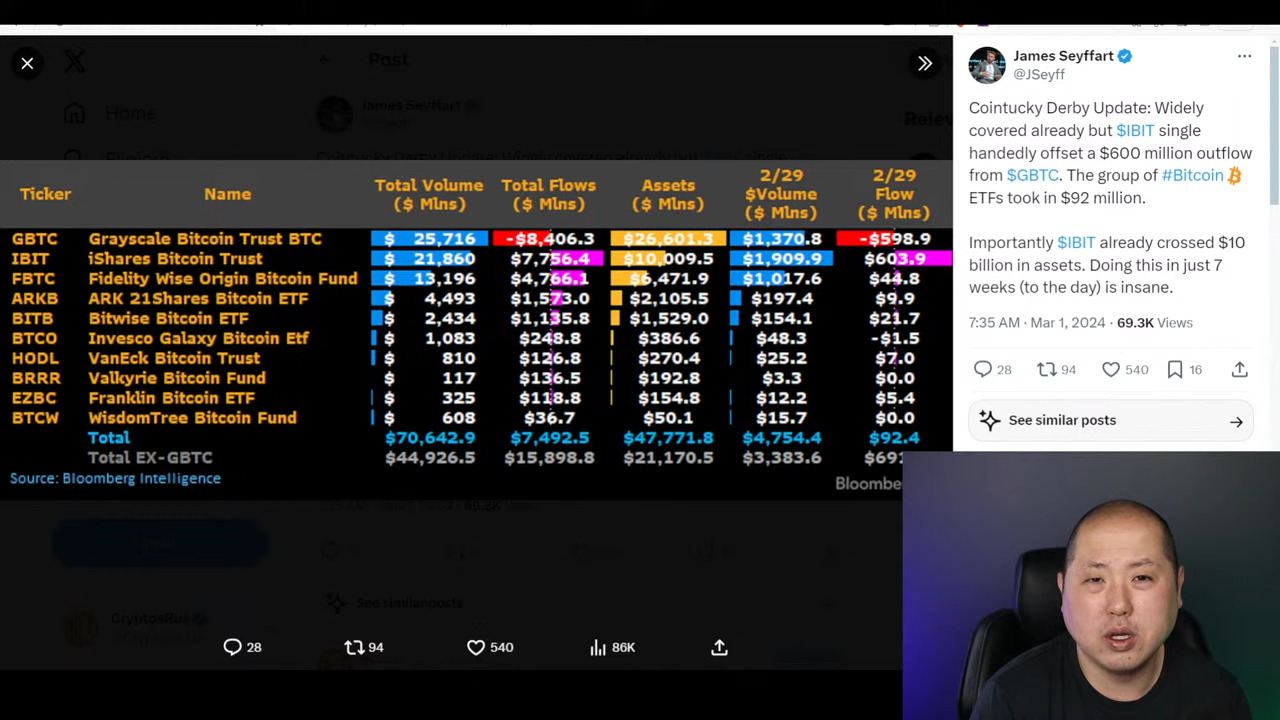 Post
Home
James Seyffart
Ticker Name Total Volume ($ Mlns) Total Flows ($ Mlns) Assets ($ Mlns) 2/29 $Volume ($ Mlns) 2/29 Flow ($ Mlns)
GBTC Grayscale Bitcoin Trust BTC $ 25,716 -$8,406.3 $26,601.3 $1,370.8 -$598.9
IBIT iShares Bitcoin Trust $ 21,860 $7,756.4 $10,009.5 $1,909.9 $603.9
FBTC Fidelity Wise Origin Bitcoin Fund $ 13,196 $4,766.1 $6,471.9 $1,017.6 $44.8
ARKB ARK 21Shares Bitcoin ETF $ 4,493 $1,573.0 $2,105.5 $197.4 $9.9
BITB Bitwise Bitcoin ETF $ 2,434 $1,135.8 $1,529.0 $154.1 $21.7
BTCO Invesco Galaxy Bitcoin Etf $ 1,083 $248.8 $386.6 $48.3 -$1.5
HODL VanEck Bitcoin Trust $ 810 $126.8 $270.4 $25.2 $7.0
BRRR Valkyrie Bitcoin Fund $ 117 $136.5 $192.8 $3.3 $0.0
EZBC Franklin Bitcoin ETF $ 325 $118.8 $154.8 $12.2 $5.4
BTCW WisdomTree Bitcoin Fund $ 608 $36.7 $50.1 $15.7 $0.0
Total $70,642.9 $7,492.5 $47,771.8 $4,754.4 $92.4
Total EX-GBTC $44,926.5 $15,898.8 $21,170.5 $3,383.6 $691
Source: Bloomberg Intelligence
Bloombe
See similar posts
28 94 540 86K
James Seyffart
@JSeyff
Cointucky Derby Update: Widely
covered already but $IBIT single
handedly offset a $600 million outflow
from $GBTC. The group of #Bitcoin
ETFs took in $92 million.
Importantly $IBIT already crossed $10
billion in assets. Doing this in just 7
weeks (to the day) is insane.
7:35 AM · Mar 1, 2024 · 69.3K Views
28 94 540 16
See similar posts